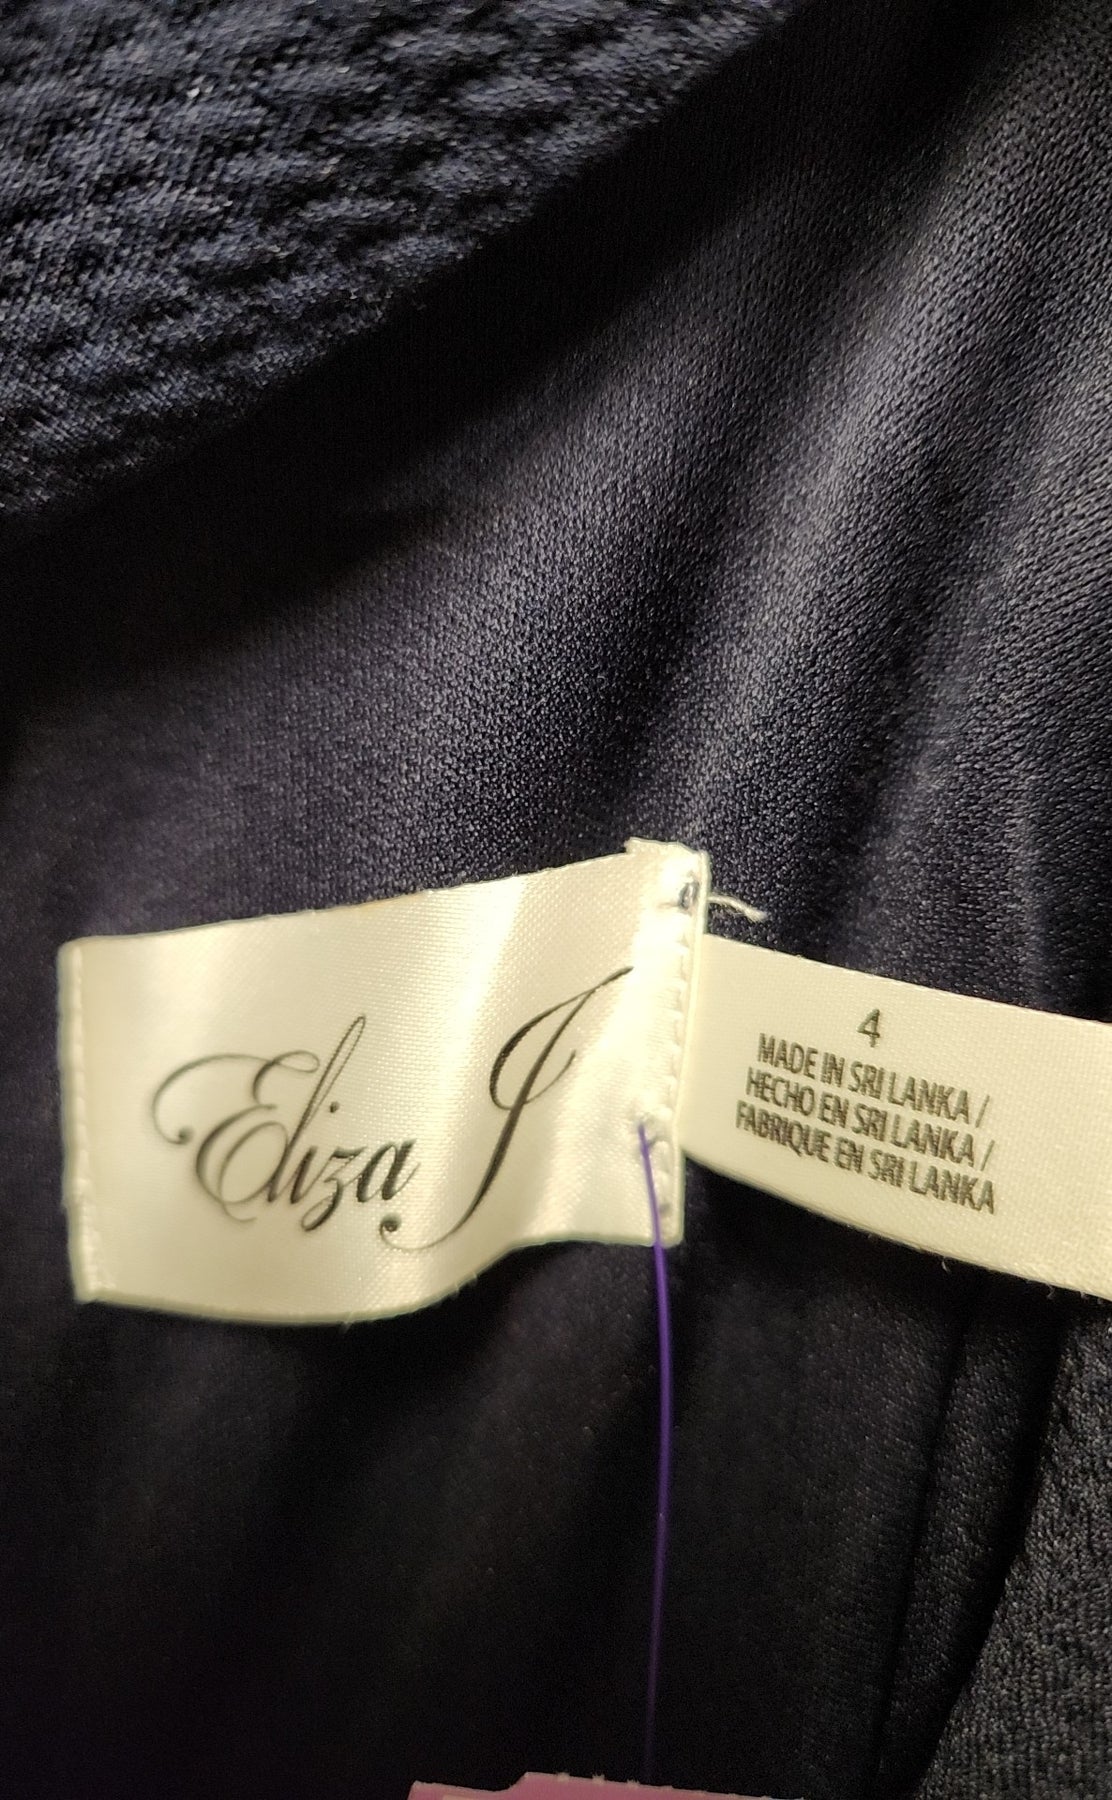 Eliza J
4
MADE IN SRI LANKA /
HECHO EN SRI LANKA /
FABRIQUE EN SRI LANKA